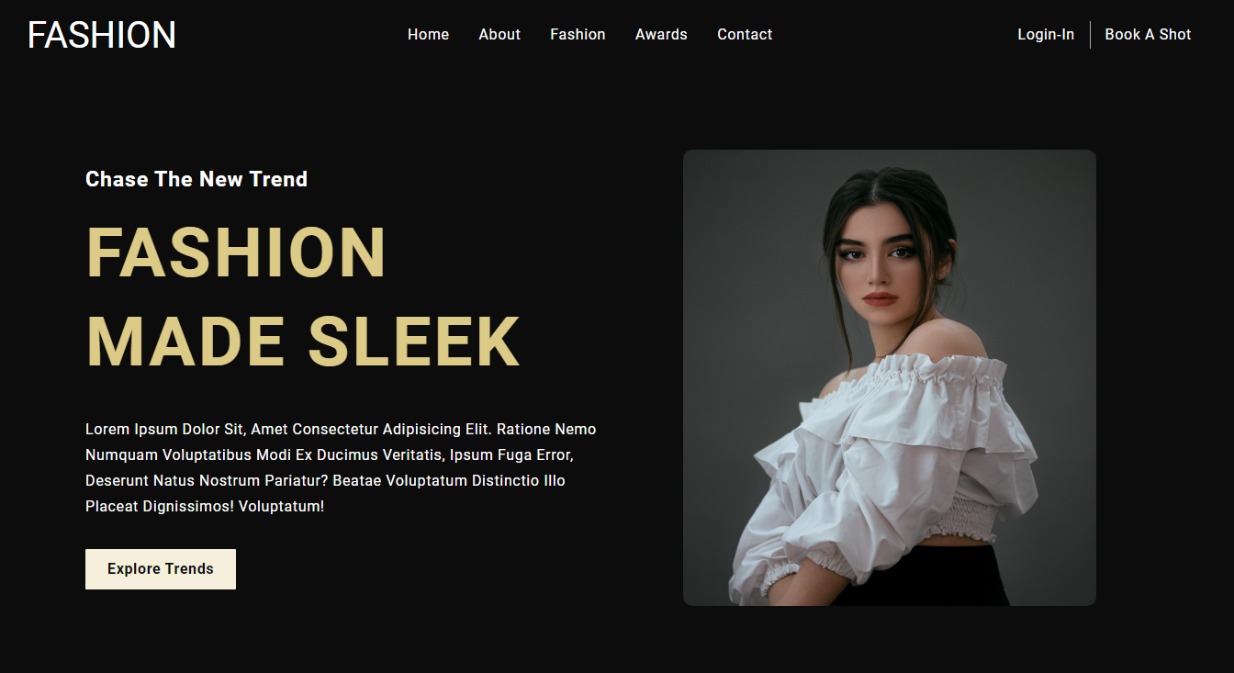 FASHION
Home About Fashion Awards Contact
Login-In Book A Shot
Chase The New Trend
FASHION
MADE SLEEK
Lorem Ipsum Dolor Sit, Amet Consectetur Adipisicing Elit. Ratione Nemo
Numquam Voluptatibus Modi Ex Ducimus Veritatis, Ipsum Fuga Error,
Deserunt Natus Nostrum Pariatur? Beatae Voluptatum Distinctio Illo
Placeat Dignissimos! Voluptatum!
Explore Trends